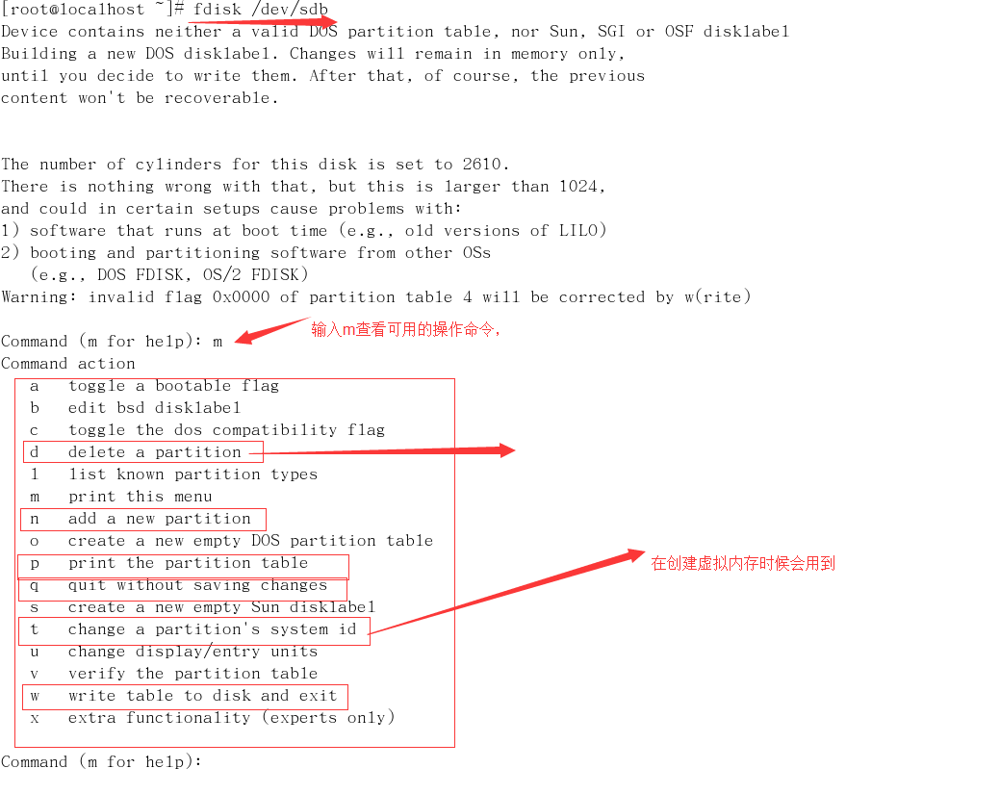 [root@localhost ~]# fdisk /dev/sdb
Device contains neither a valid DOS partition table, nor Sun, SGI or OSF disklabel
Building a new DOS disklabel. Changes will remain in memory only,
until you decide to write them. After that, of course, the previous
content won't be recoverable.
The number of cylinders for this disk is set to 2610.
There is nothing wrong with that, but this is larger than 1024,
and could in certain setups cause problems with:
1) software that runs at boot time (e.g., old versions of LILO)
2) booting and partitioning software from other OSs
(e.g., DOS FDISK, OS/2 FDISK)
Warning: invalid flag 0x0000 of partition table 4 will be corrected by w(rite)
输入m查看可用的操作命令，
Command (m for help): m
Command action
a toggle a bootable flag
b edit bsd disklabel
c toggle the dos compatibility flag
d delete a partition
l list known partition types
m print this menu
n add a new partition
o create a new empty DOS partition table
p print the partition table
在创建虚拟内存时候会用到
q quit without saving changes
s create a new empty Sun disklabel
t change a partition's system id
u change display/entry units
v verify the partition table
w write table to disk and exit
x extra functionality (experts only)
Command (m for help):